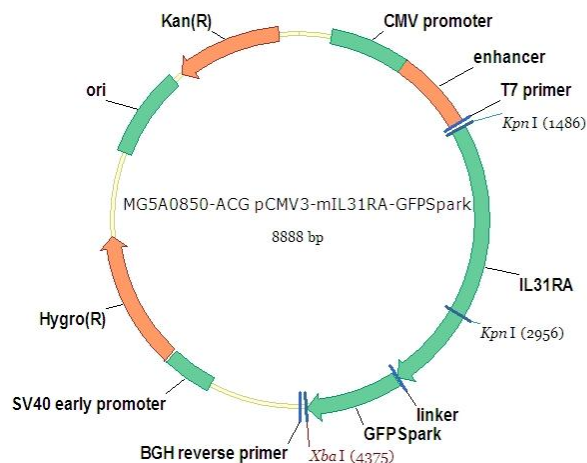 Kan(R)
CMV promoter
enhancer
T7 primer
KpnI (1486)
ori
MG5A0850-ACG pCMV3-mIL31RA-GFPSpark
8888 bp
IL31RA
Hygro(R)
KpnI (2956)
SV40 early promoter
linker
GFPSpark
BGH reverse primer
XbaI (4375)